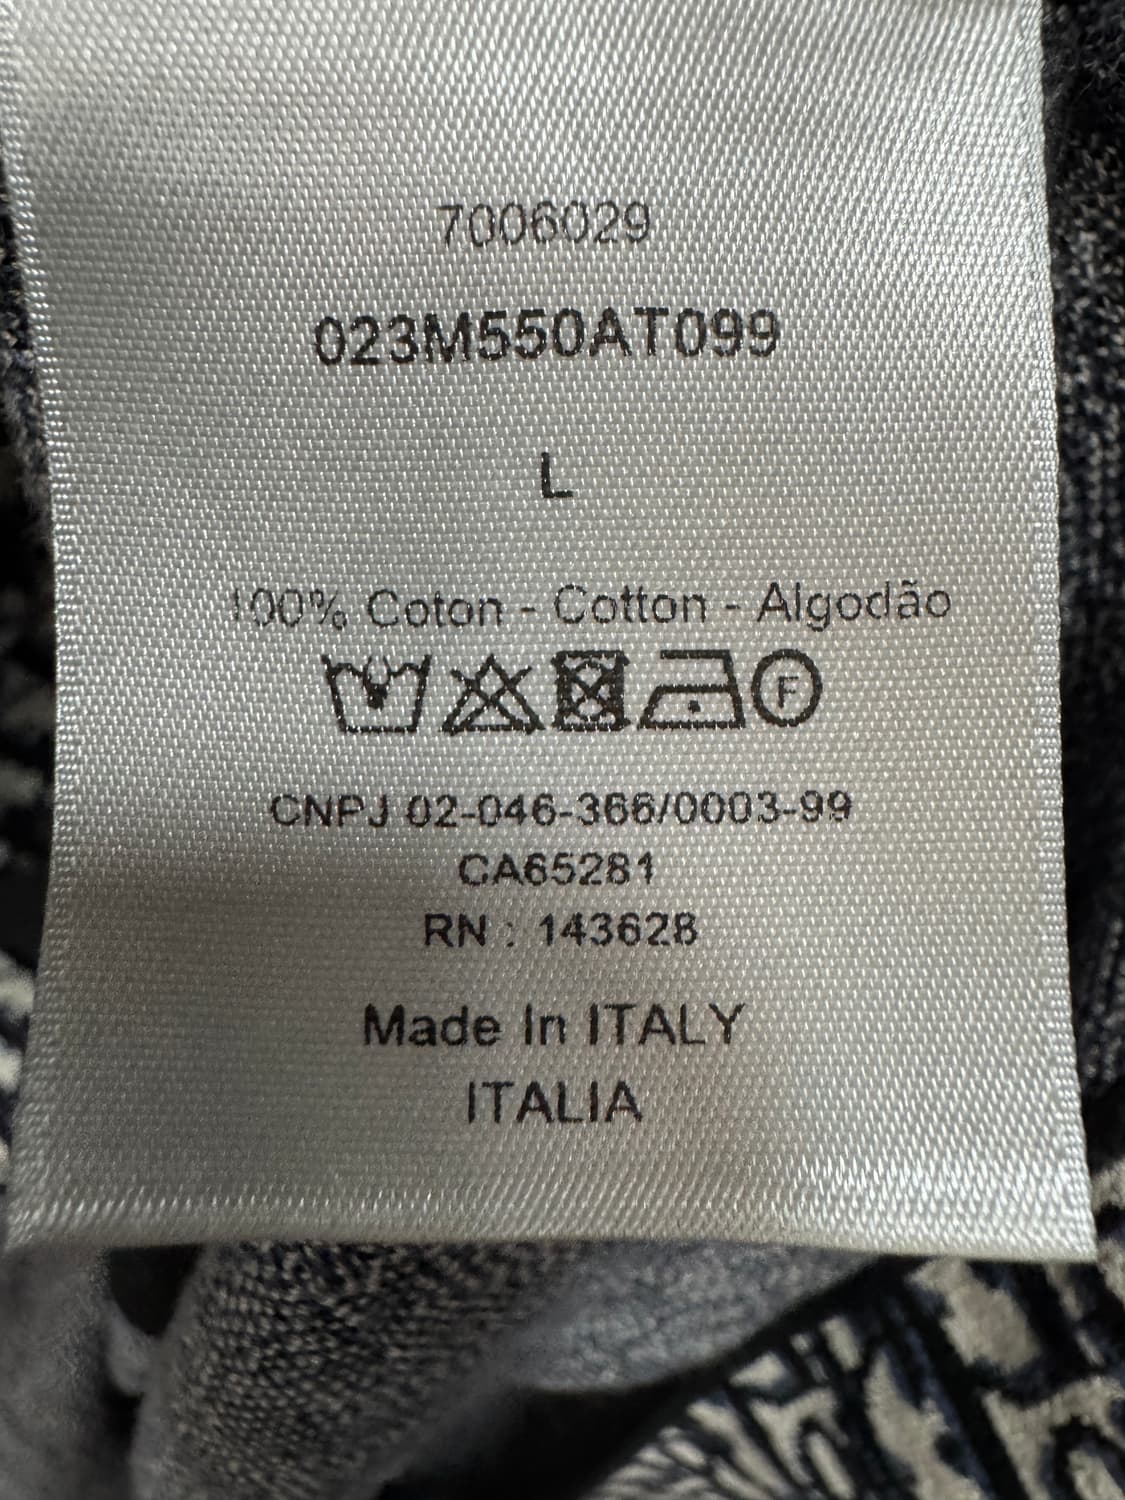 7006029
023M550AT099
L
100% Coton - Cotton - Algodão
F
CNPJ 02-046-366/0003-99
CA65281
RN : 143628
Made In ITALY
ITALIA